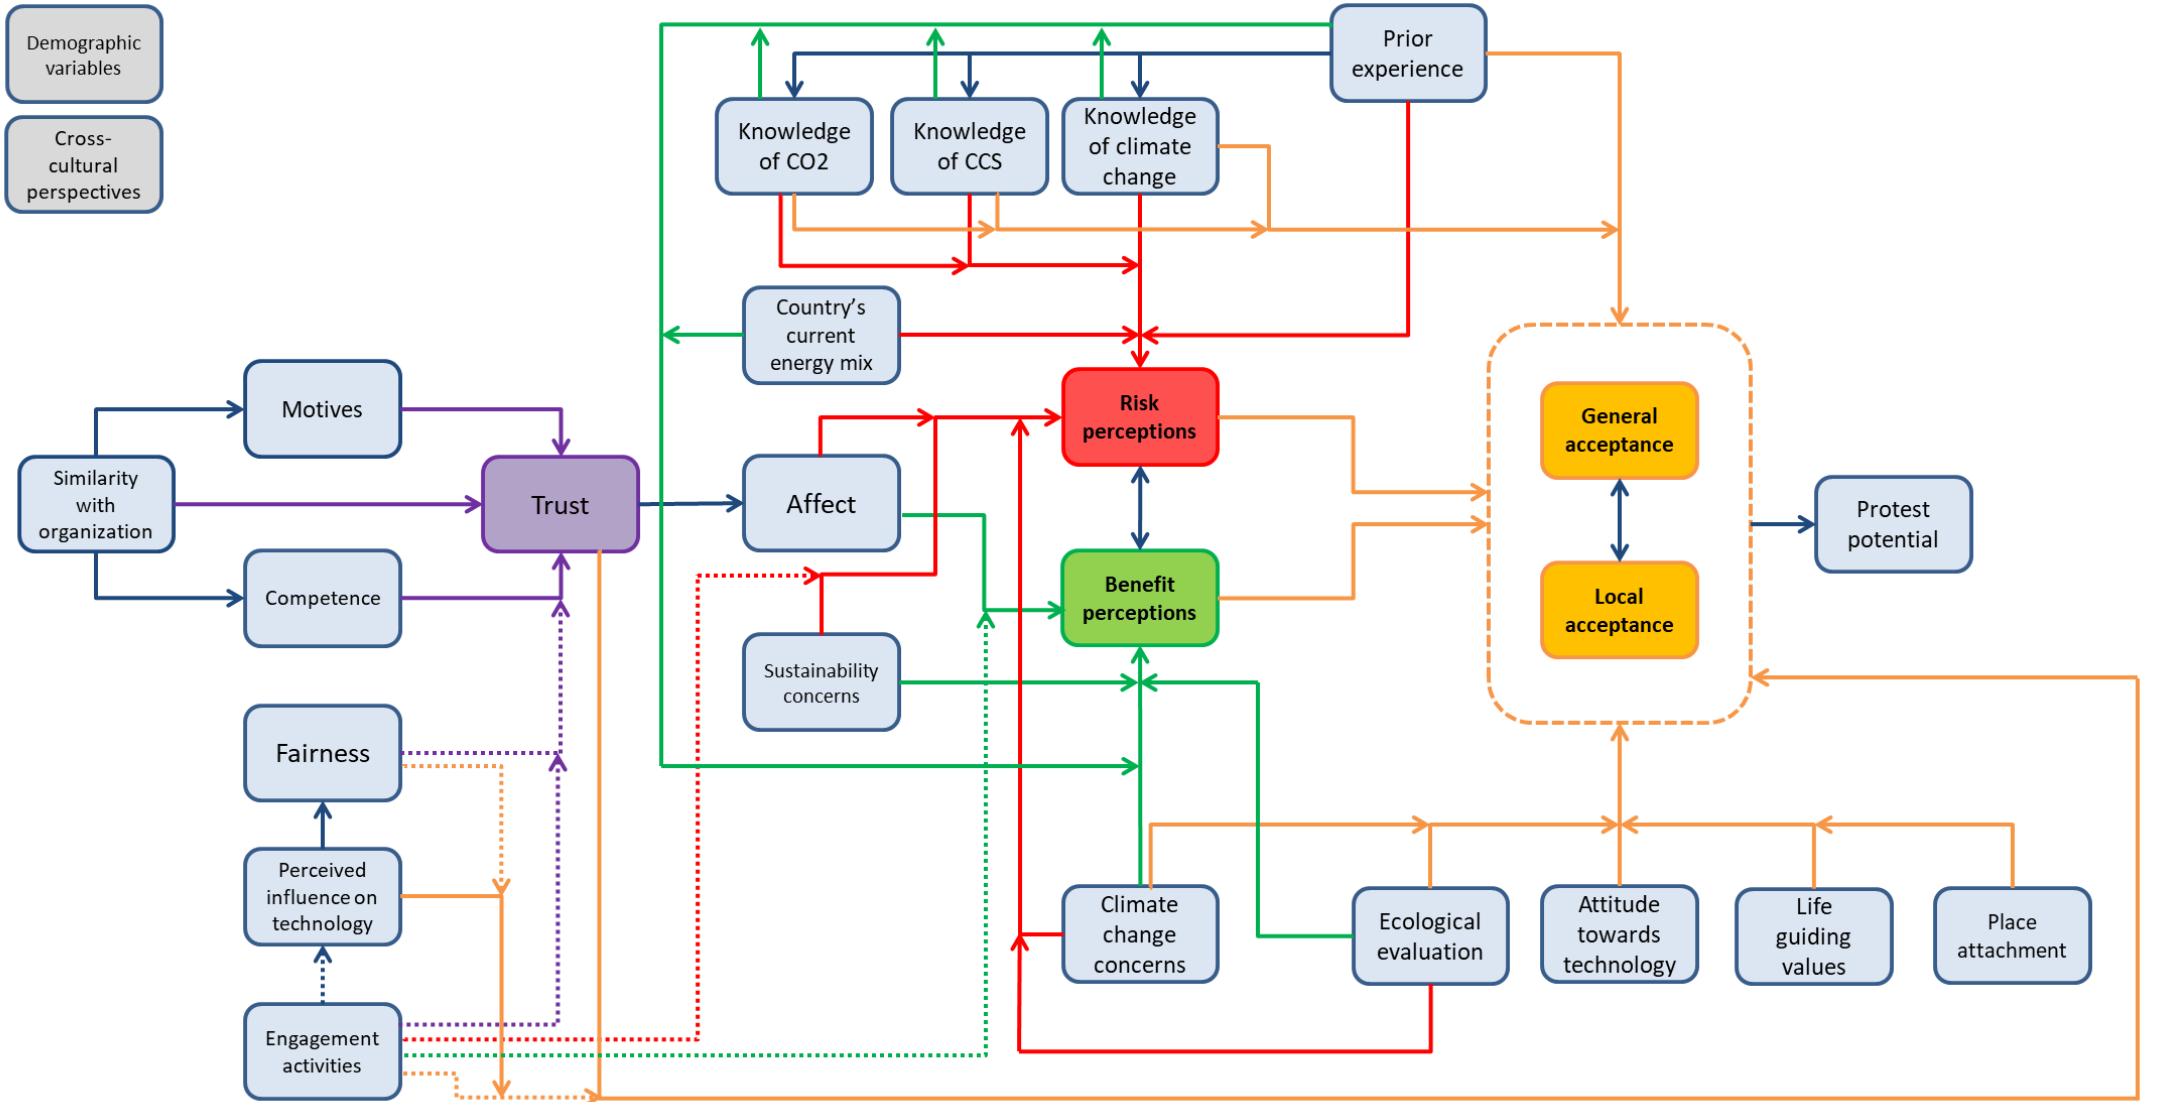 Demographic
variables
Cross-
cultural
perspectives
Prior
experience
Knowledge
of CO2
Knowledge
of CCS
Knowledge
of climate
change
Country's
current
energy mix
Motives
Similarity
with
organization
Trust
Competence
Affect
Risk
perceptions
Benefit
perceptions
General
acceptance
Local
acceptance
Protest
potential
Sustainability
concerns
Fairness
Perceived
influence on
technology
Engagement
activities
Climate
change
concerns
Ecological
evaluation
Attitude
towards
technology
Life
guiding
values
Place
attachment